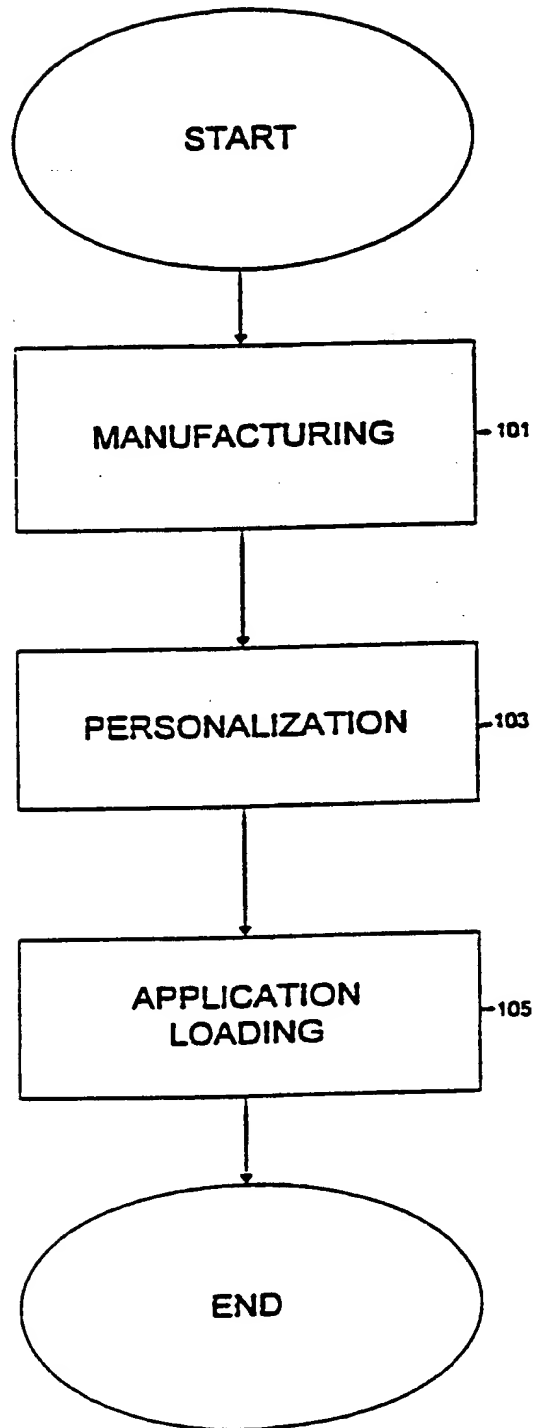 START
MANUFACTURING
101
PERSONALIZATION
103
APPLICATION
LOADING
105
END